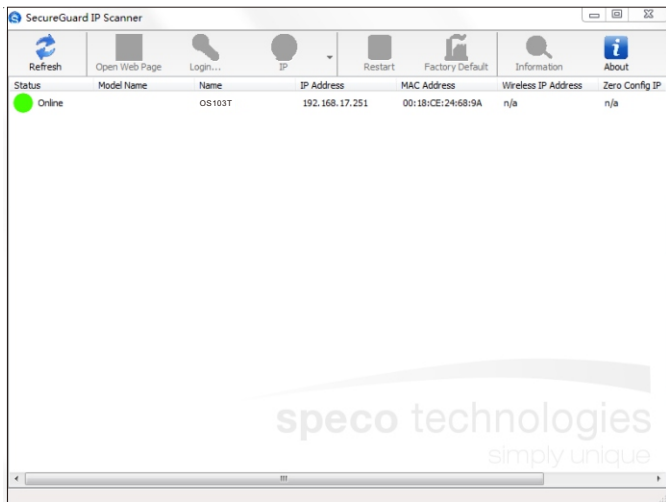 SecureGuard IP Scanner
Refresh Open Web Page Login... IP Restart Factory Default Information About
Status Model Name Name IP Address MAC Address Wireless IP Address Zero Config IP
Online OS103T 192.168.17.251 00:18:CE:24:68:9A n/a n/a
speco technologies
simply unique